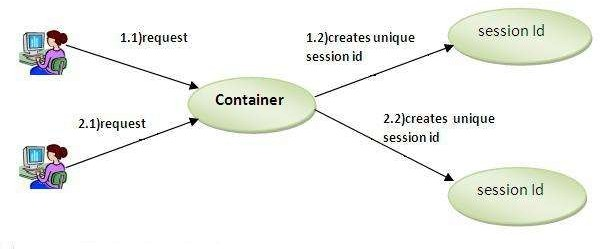 1.1)request
1.2)creates unique
session id
session Id
Container
2.1)request
2.2)creates unique
session id
session Id